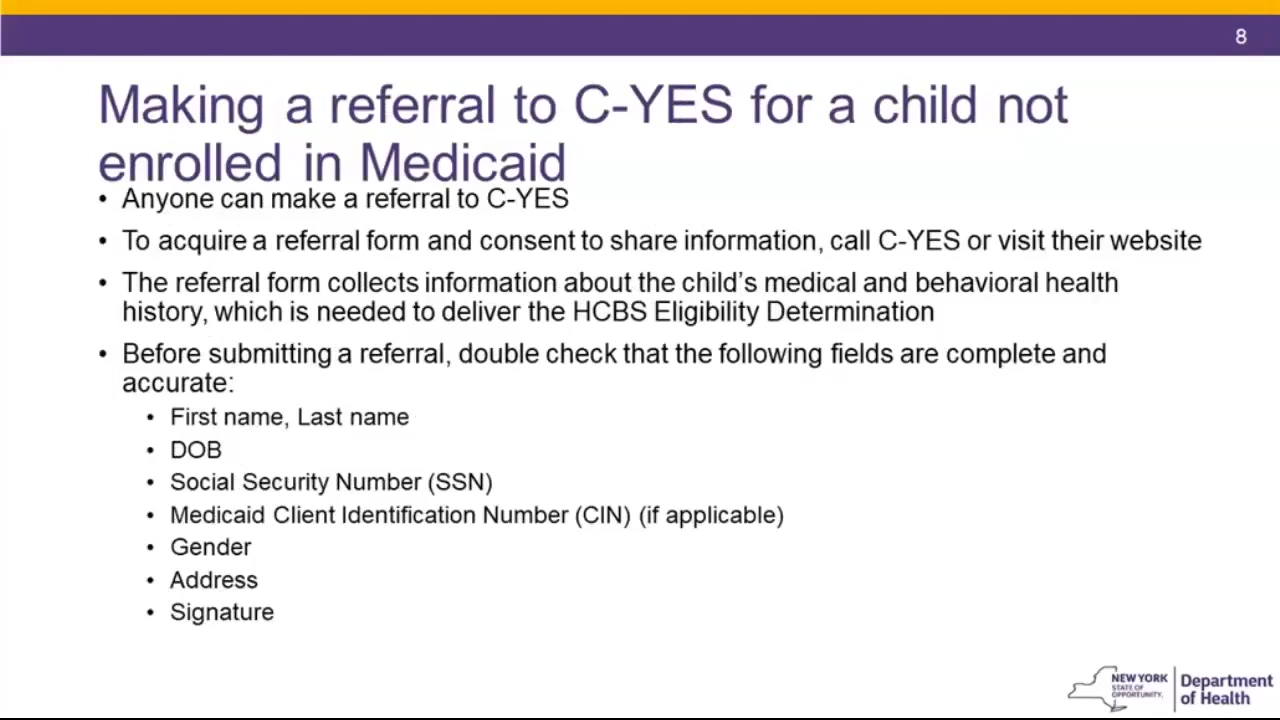 8
Making a referral to C-YES for a child not
enrolled in Medicaid
• Anyone can make a referral to C-YES
• To acquire a referral form and consent to share information, call C-YES or visit their website
• The referral form collects information about the child's medical and behavioral health
history, which is needed to deliver the HCBS Eligibility Determination
• Before submitting a referral, double check that the following fields are complete and
accurate:
• First name, Last name
• DOB
• Social Security Number (SSN)
• Medicaid Client Identification Number (CIN) (if applicable)
• Gender
• Address
• Signature
NEW YORK
STATE OF
OPPORTUNITY.
Department
of Health